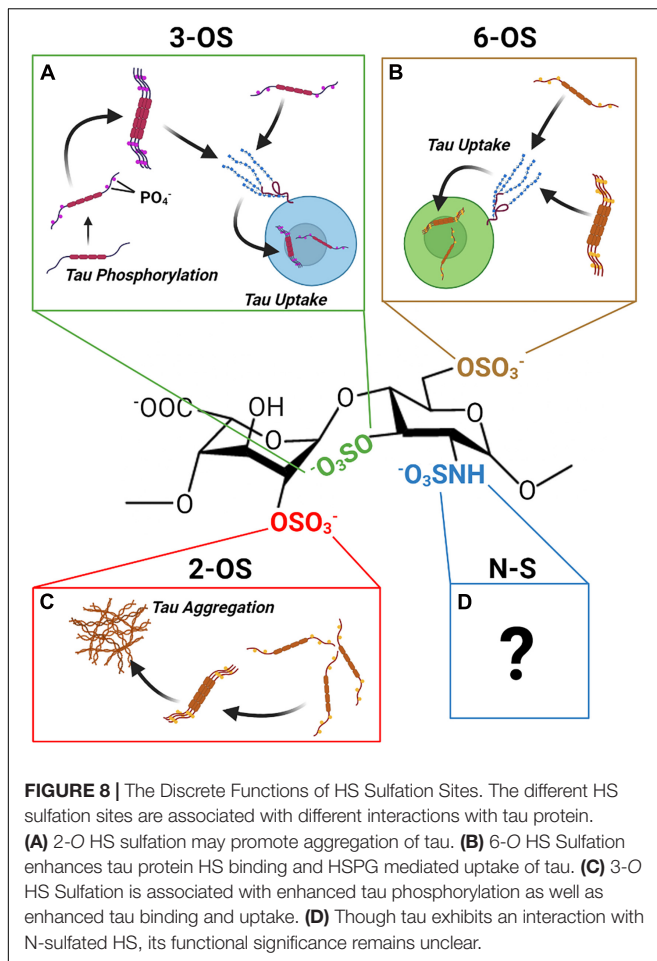 3-OS
6-OS
A
B
Tau Uptake
PO₄⁻
Tau Phosphorylation
Tau Uptake
OSO₃⁻
⁻OOC
OH
O
O
O
⁻O₃SO
⁻O₃SNH
O
O
OSO₃⁻
2-OS
N-S
C
Tau Aggregation
D
?
FIGURE 8 | The Discrete Functions of HS Sulfation Sites. The different HS
sulfation sites are associated with different interactions with tau protein.
(A) 2-O HS sulfation may promote aggregation of tau. (B) 6-O HS Sulfation
enhances tau protein HS binding and HSPG mediated uptake of tau. (C) 3-O
HS Sulfation is associated with enhanced tau phosphorylation as well as
enhanced tau binding and uptake. (D) Though tau exhibits an interaction with
N-sulfated HS, its functional significance remains unclear.